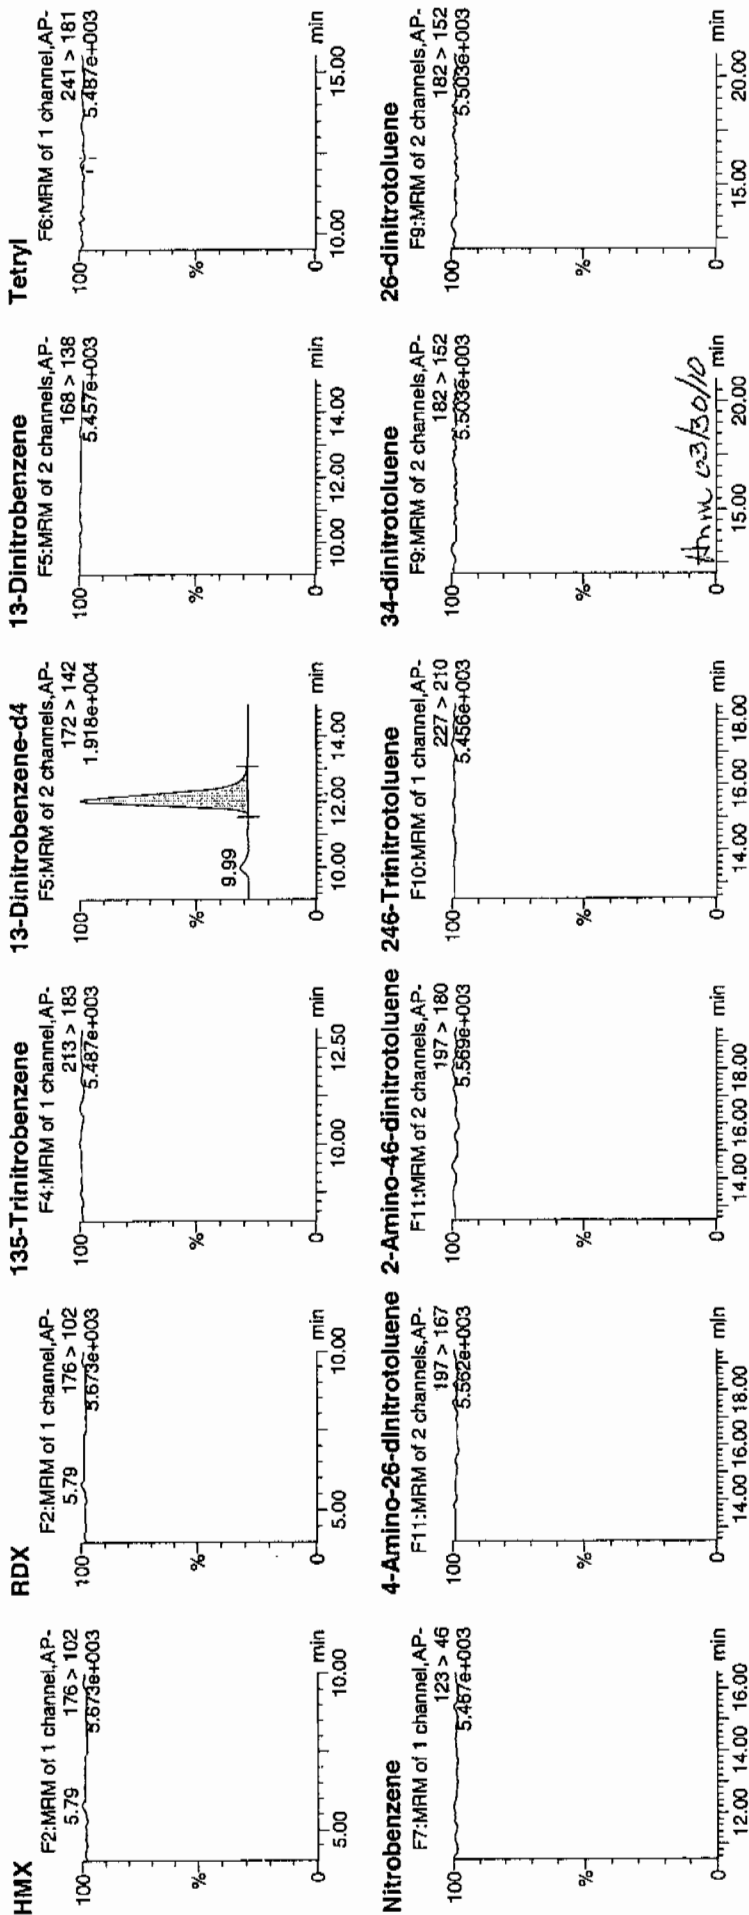 HMX
F2:MRM of 1 channel,AP-
176 > 102
5.673e+003
100
5.79
%
0
5.00
10.00
min
RDX
F2:MRM of 1 channel,AP-
176 > 102
5.673e+003
100
5.79
%
0
5.00
10.00
min
135-Trinitrobenzene
F4:MRM of 1 channel,AP-
213 > 183
5.487e+003
100
%
0
10.00
12.50
min
13-Dinitrobenzene-d4
F5:MRM of 2 channels,AP-
172 > 142
1.918e+004
100
9.99
%
0
10.00
12.00
14.00
min
13-Dinitrobenzene
F5:MRM of 2 channels,AP-
168 > 138
5.457e+003
100
%
0
10.00
12.00
14.00
min
Tetryl
F6:MRM of 1 channel,AP-
241 > 181
5.487e+003
100
%
0
10.00
15.00
min
Nitrobenzene
F7:MRM of 1 channel,AP-
123 > 46
5.467e+003
100
%
0
12.00
14.00
16.00
min
4-Amino-26-dinitrotoluene
F11:MRM of 2 channels,AP-
197 > 167
5.562e+003
100
%
0
14.00
16.00
18.00
min
2-Amino-46-dinitrotoluene
F11:MRM of 2 channels,AP-
197 > 180
5.569e+003
100
%
0
14.00
16.00
18.00
min
246-Trinitrotoluene
F10:MRM of 1 channel,AP-
227 > 210
5.456e+003
100
%
0
14.00
16.00
18.00
min
34-dinitrotoluene
F9:MRM of 2 channels,AP-
182 > 152
5.503e+003
100
%
0
15.00
20.00
min
03/30/10
26-dinitrotoluene
F9:MRM of 2 channels,AP-
182 > 152
5.503e+003
100
%
0
15.00
20.00
min